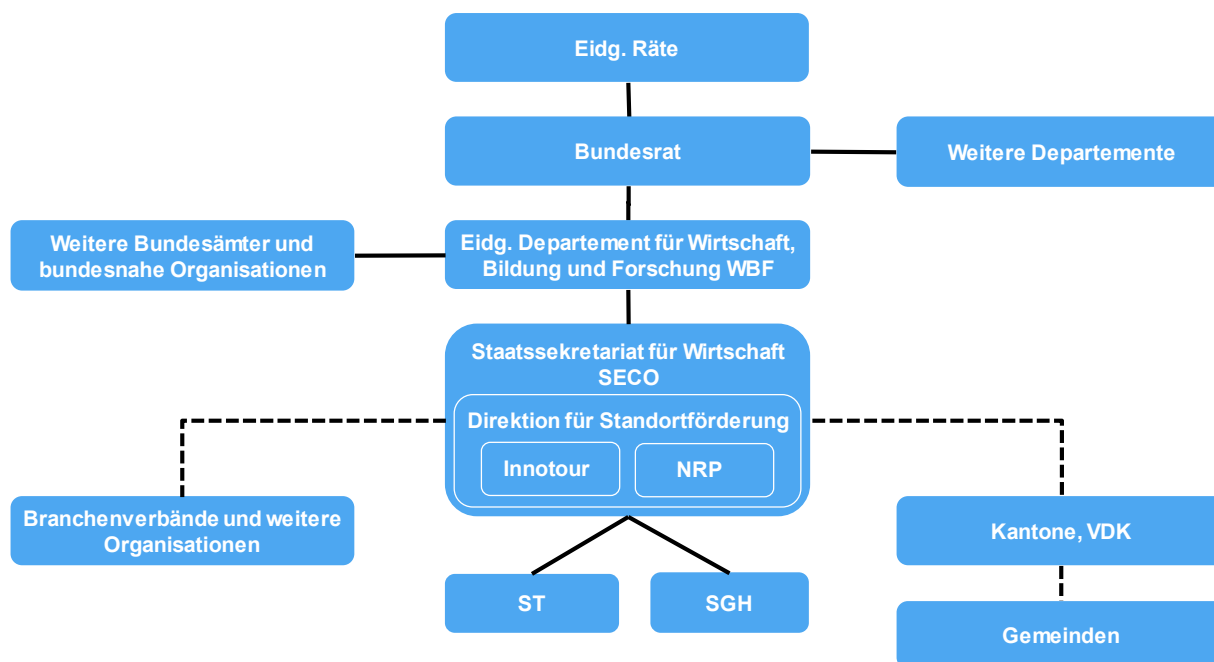 Eidg. Räte
Bundesrat
Weitere Departemente
Weitere Bundesämter und
bundesnahe Organisationen
Eidg. Departement für Wirtschaft,
Bildung und Forschung WBF
Staatssekretariat für Wirtschaft
SECO
Direktion für Standortförderung
Innotour
NRP
Branchenverbände und weitere
Organisationen
Kantone, VDK
ST
SGH
Gemeinden